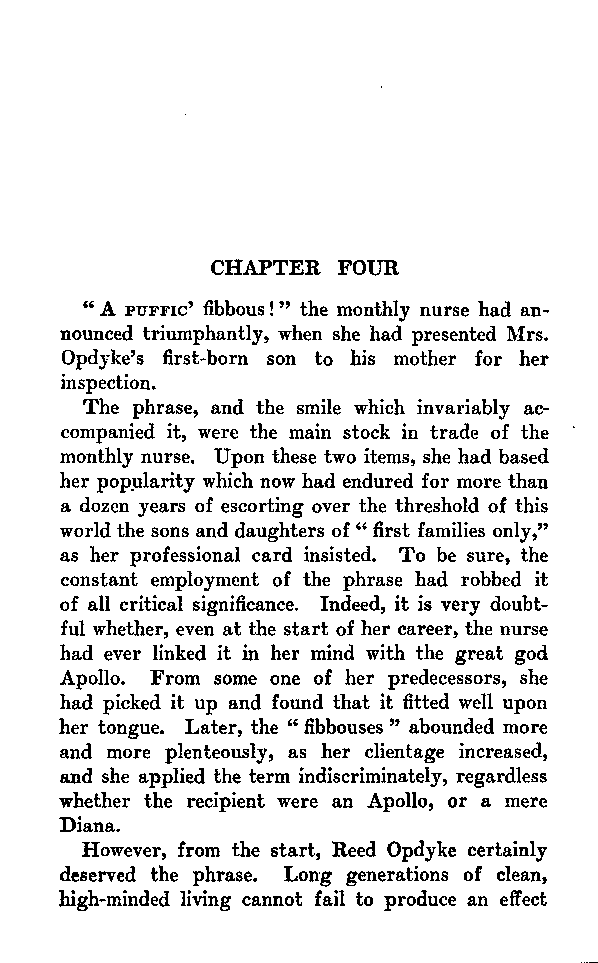 CHAPTER FOUR
“ A PUFFIC’ fibbous! ” the monthly nurse had an-
nounced triumphantly, when she had presented Mrs.
Opdyke’s first-born son to his mother for her
inspection.
The phrase, and the smile which invariably ac-
companied it, were the main stock in trade of the
monthly nurse. Upon these two items, she had based
her popularity which now had endured for more than
a dozen years of escorting over the threshold of this
world the sons and daughters of “ first families only,”
as her professional card insisted. To be sure, the
constant employment of the phrase had robbed it
of all critical significance. Indeed, it is very doubt-
ful whether, even at the start of her career, the nurse
had ever linked it in her mind with the great god
Apollo. From some one of her predecessors, she
had picked it up and found that it fitted well upon
her tongue. Later, the “ fibbouses ” abounded more
and more plenteously, as her clientage increased,
and she applied the term indiscriminately, regardless
whether the recipient were an Apollo, or a mere
Diana.
However, from the start, Reed Opdyke certainly
deserved the phrase. Long generations of clean,
high-minded living cannot fail to produce an effect